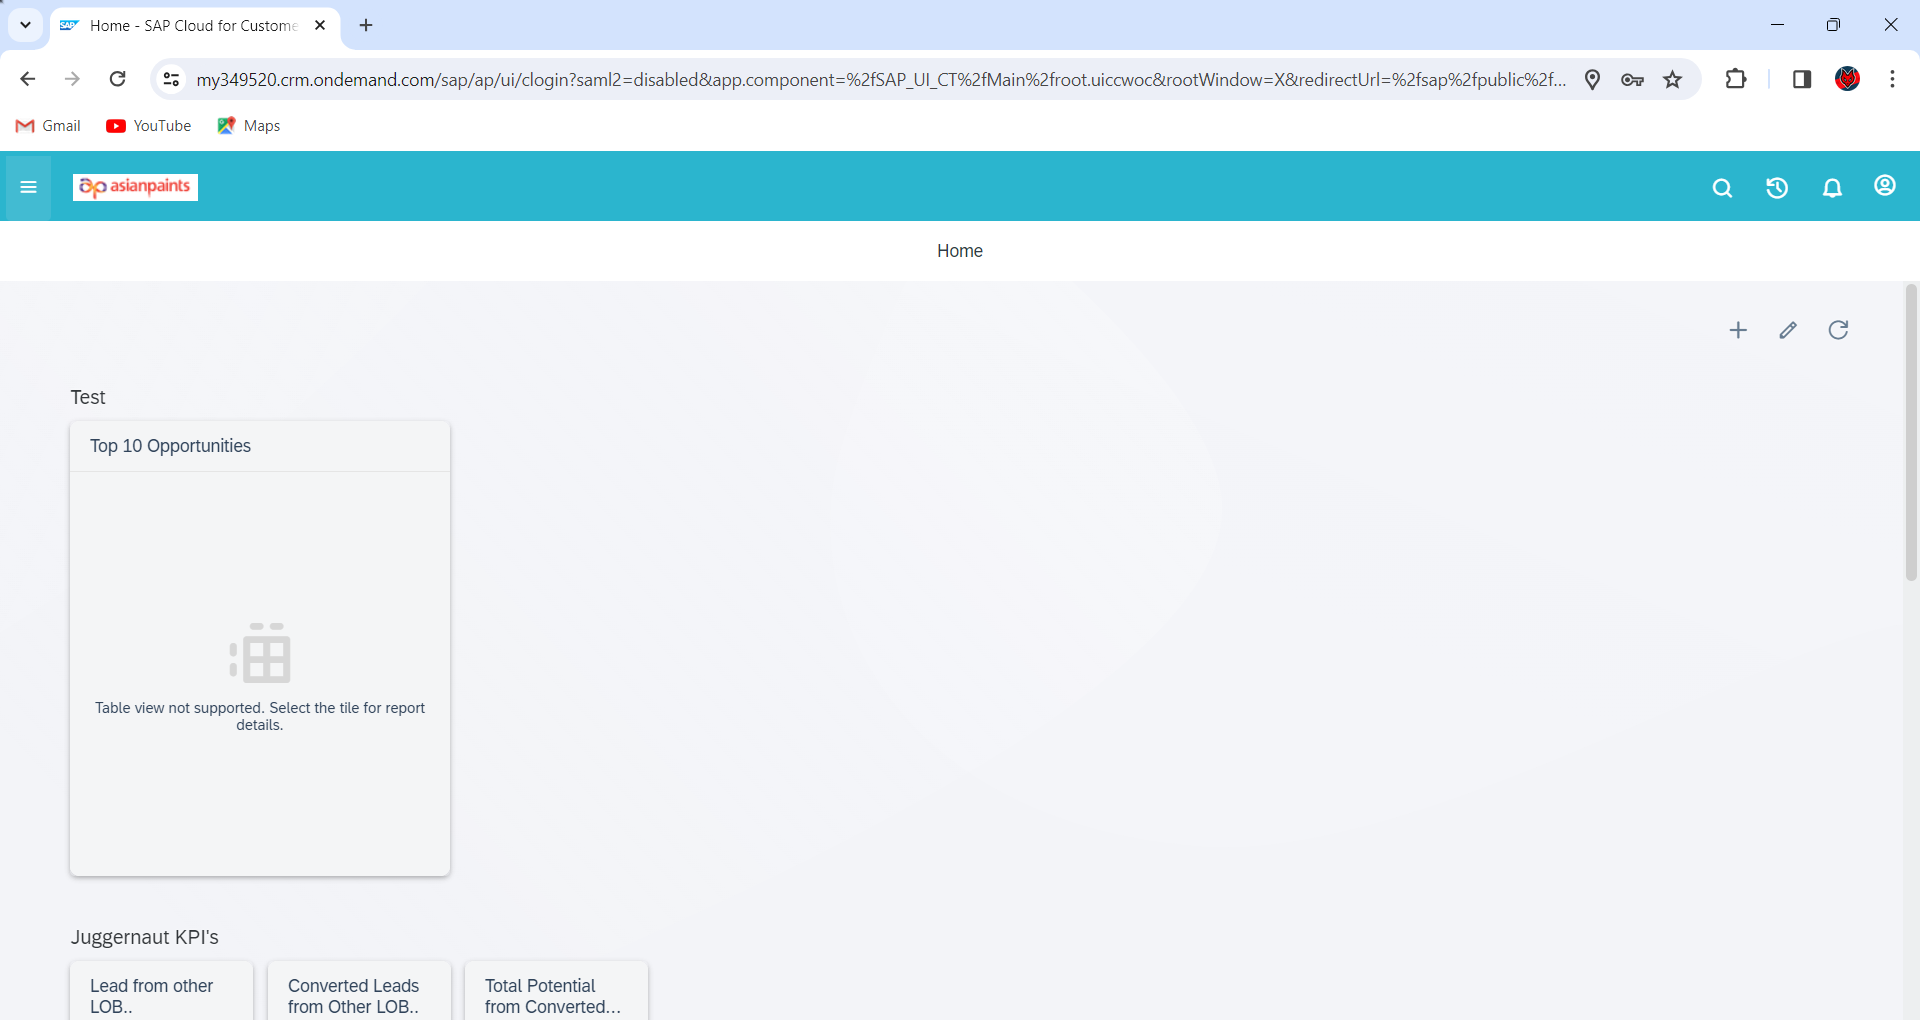 Home - SAP Cloud for Custome
my349520.crm.ondemand.com/sap/ap/ui/clogin?saml2=disabled&app.component=%2fSAP_UI_CT%2fMain%2froot.uiccwoc&rootWindow=X&redirectUrl=%2fsap%2fpublic%2f...
Gmail YouTube Maps
ap asianpaints
Home
Test
Top 10 Opportunities
Table view not supported. Select the tile for report
details.
Juggernaut KPI's
Lead from other
LOB..
Converted Leads
from Other LOB..
Total Potential
from Converted...